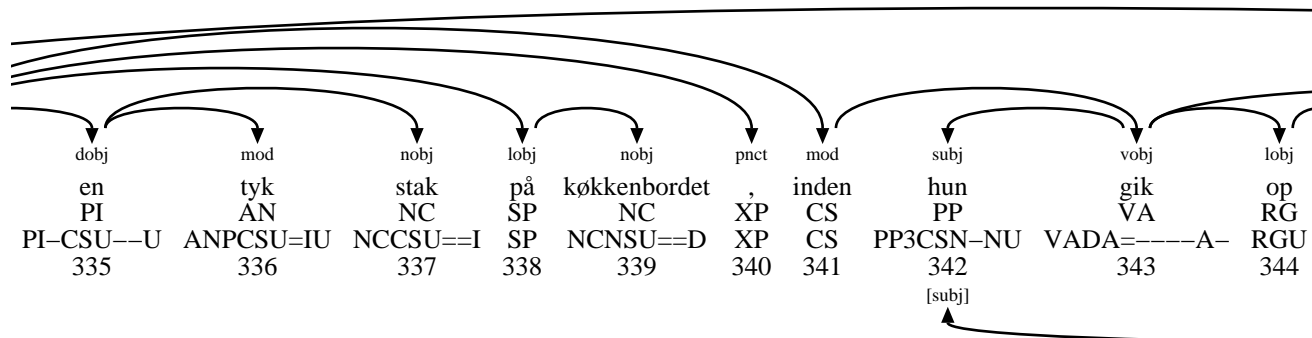 dobj mod nobj lobj nobj pnct mod subj vobj lobj
en tyk stak på køkkenbordet , inden hun gik op
PI AN NC SP NC XP CS PP VA RG
PI–CSU––U ANPCSU=IU NCCSU==I SP NCNSU==D XP CS PP3CSN–NU VADA=––––A– RGU
335 336 337 338 339 340 341 342 343 344
[subj]